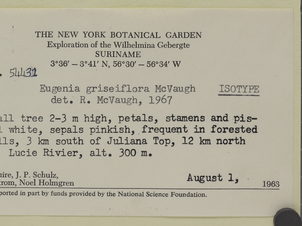 THE NEW YORK BOTANICAL GARDEN
Exploration of the Wilhelmina Gebergte
SURINAME
3°36′ — 3°41′ N, 56°30′ — 56°34′ W
54432
Eugenia griseiflora McVaugh ISOTYPE
det. R. McVaugh, 1967
all tree 2-3 m high, petals, stamens and pis-
l white, sepals pinkish, frequent in forested
lls, 3 km south of Juliana Top, 12 km north
Lucie Rivier, alt. 300 m.
August 1,
uire, J. P. Schulz,
trom, Noel Holmgren 1963
ported in part by funds provided by the National Science Foundation.